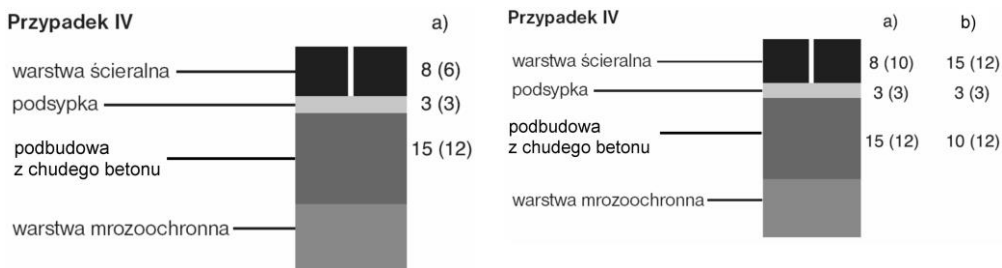 Przypadek IV a)
warstwa ścieralna 8 (6)
podsypka 3 (3)
podbudowa
z chudego betonu 15 (12)
warstwa mrozoochronna
Przypadek IV a) b)
warstwa ścieralna 8 (10) 15 (12)
podsypka 3 (3) 3 (3)
podbudowa
z chudego betonu 15 (12) 10 (12)
warstwa mrozoochronna